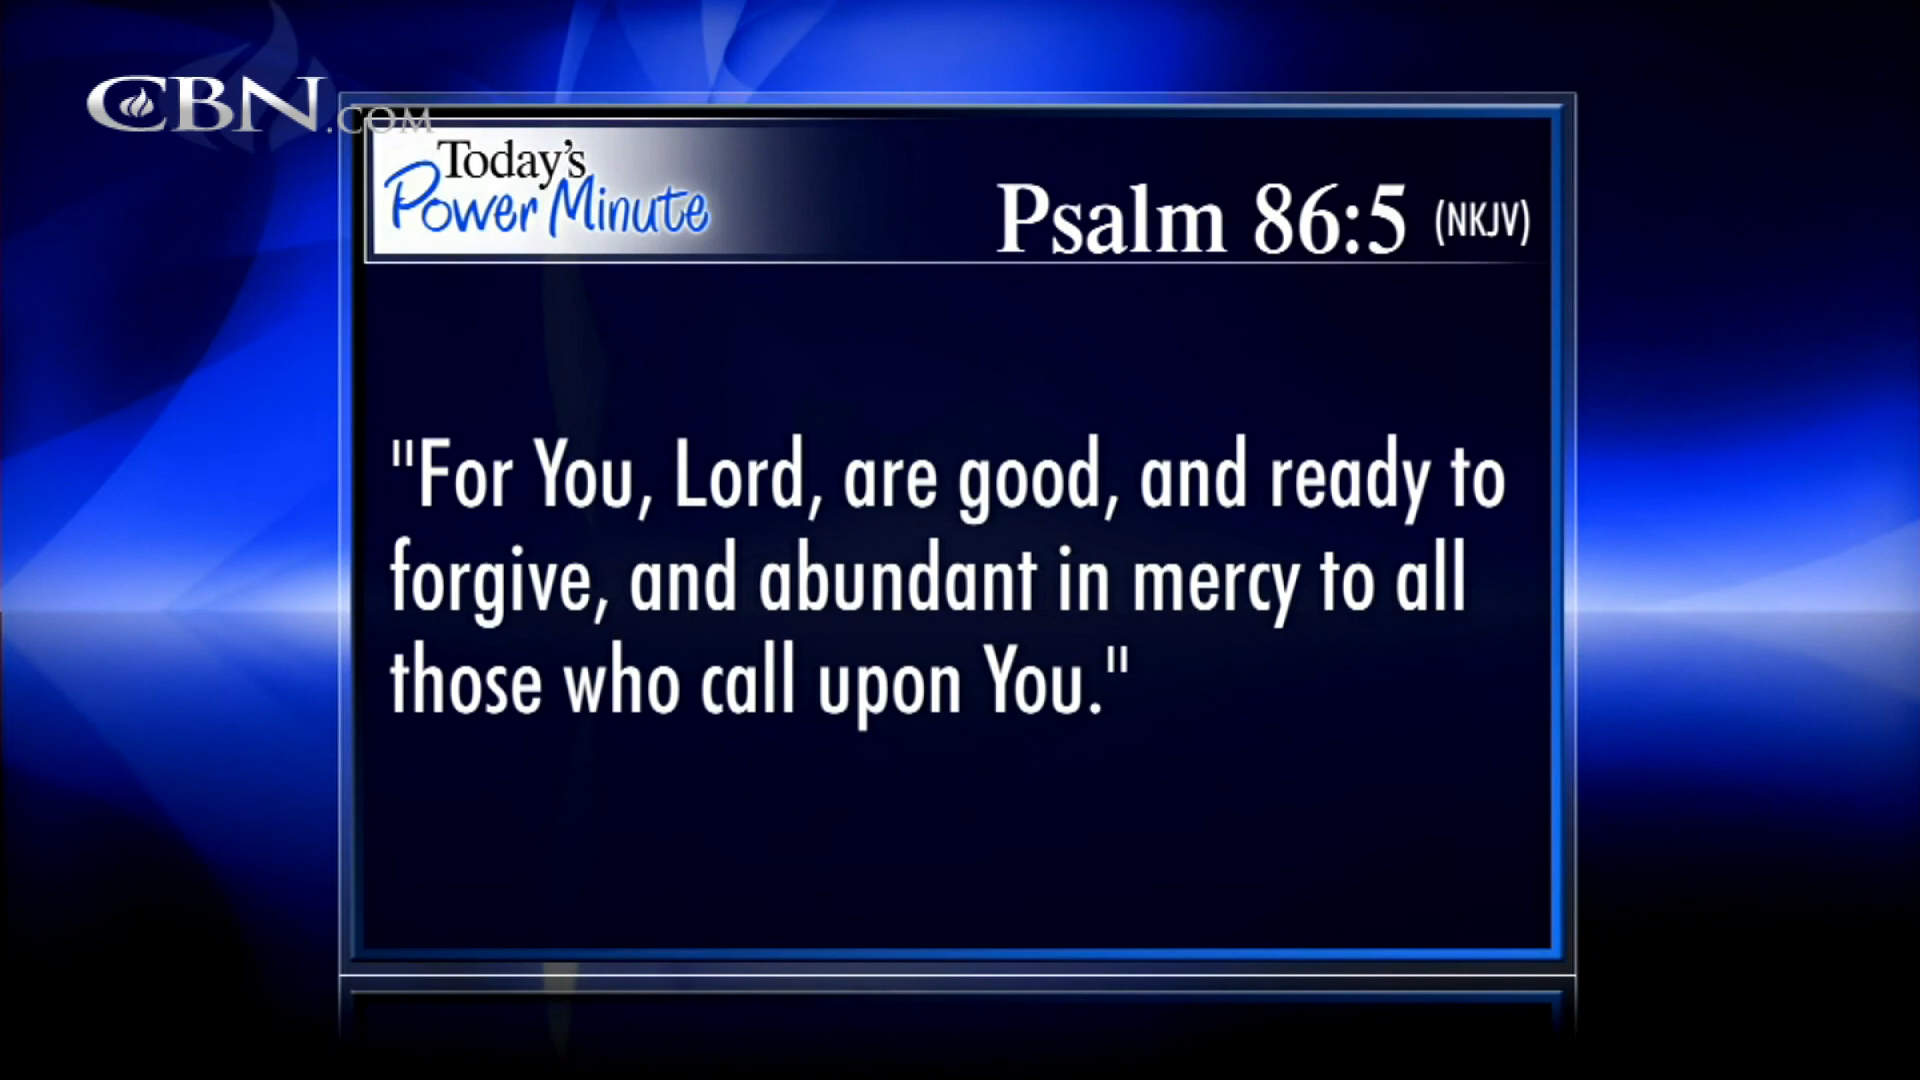 CBN.COM
Today's
Power Minute
Psalm 86:5 (NKJV)
"For You, Lord, are good, and ready to
forgive, and abundant in mercy to all
those who call upon You."